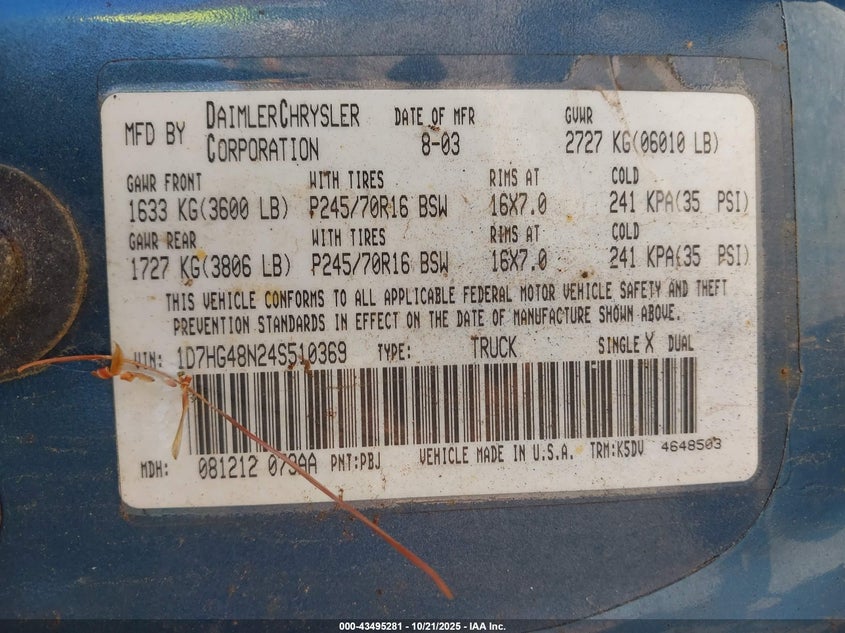 MFD BY DAIMLERCHRYSLER CORPORATION DATE OF MFR 8-03 GVWR 2727 KG(06010 LB)
GAWR FRONT WITH TIRES RIMS AT COLD
1633 KG(3600 LB) P245/70R16 BSW 16X7.0 241 KPA(35 PSI)
GAWR REAR WITH TIRES RIMS AT COLD
1727 KG(3806 LB) P245/70R16 BSW 16X7.0 241 KPA(35 PSI)
THIS VEHICLE CONFORMS TO ALL APPLICABLE FEDERAL MOTOR VEHICLE SAFETY AND THEFT
PREVENTION STANDARDS IN EFFECT ON THE DATE OF MANUFACTURE SHOWN ABOVE.
VIN: 1D7HG48N24S510369 TYPE: TRUCK SINGLE X DUAL
MDH: 081212 073AA PNT:PBJ VEHICLE MADE IN U.S.A. TRM:K5DV 4648503
000-43495281 - 10/21/2025 - IAA Inc.